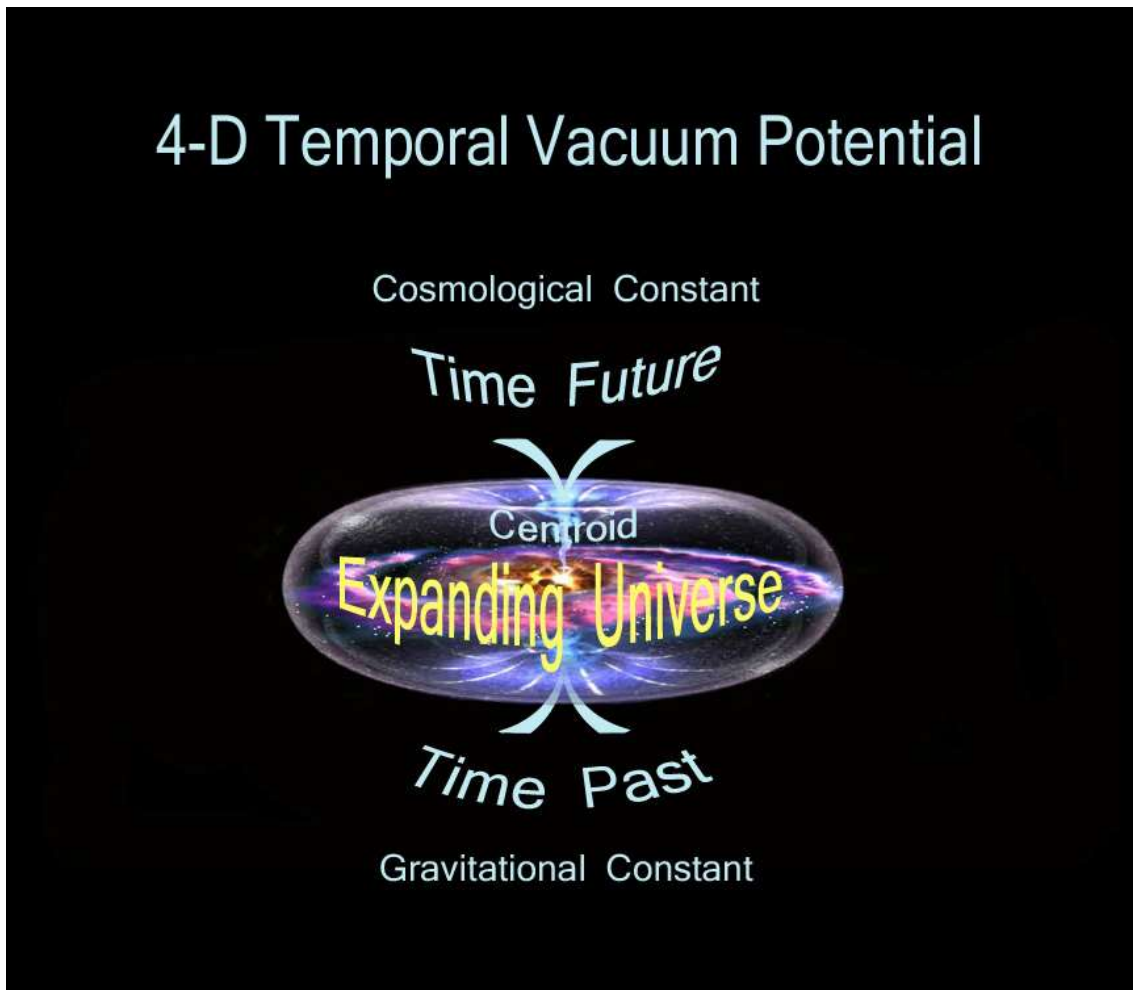 4-D Temporal Vacuum Potential
Cosmological Constant
Time Future
Centroid
Expanding Universe
Time Past
Gravitational Constant